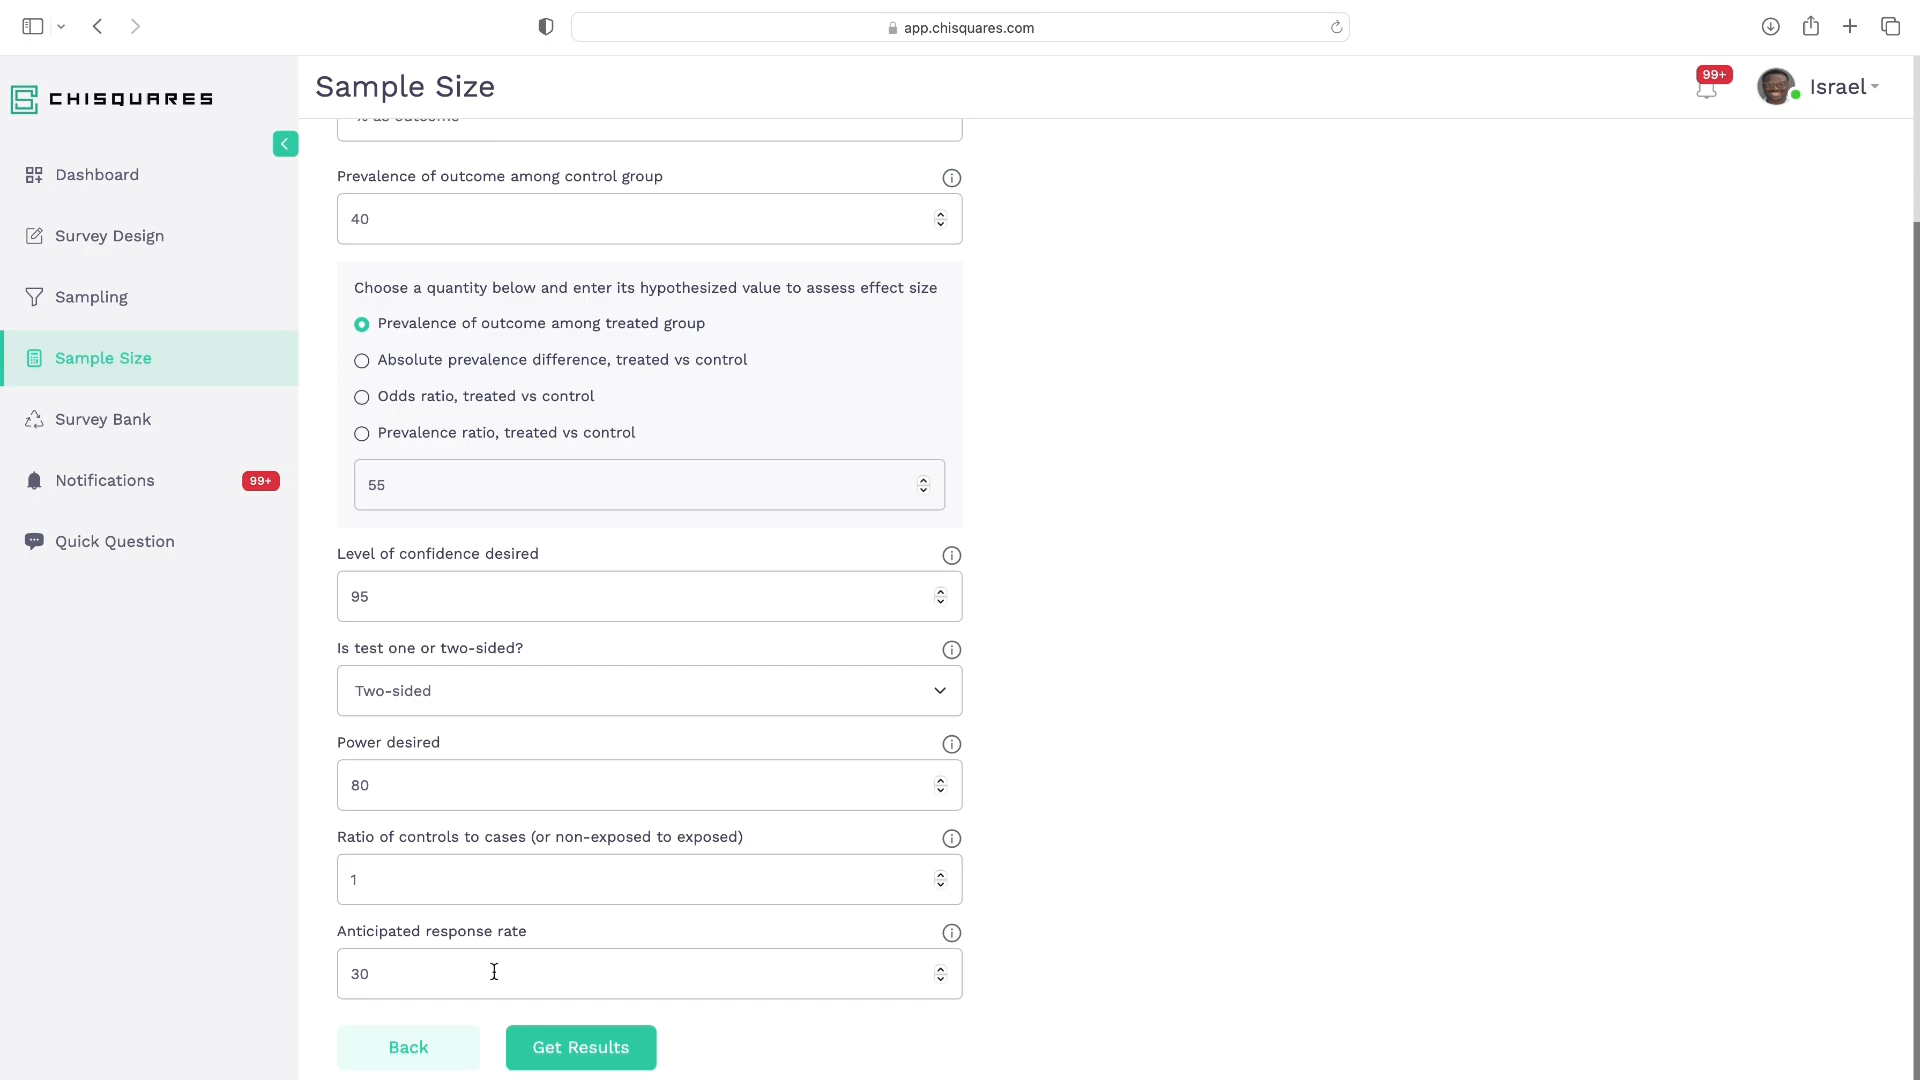 app.chisquares.com
CHISQUARES
Sample Size
99+
Israel
Dashboard
Survey Design
Sampling
Sample Size
Survey Bank
Notifications
99+
Quick Question
% as outcome
Prevalence of outcome among control group
40
Choose a quantity below and enter its hypothesized value to assess effect size
Prevalence of outcome among treated group
Absolute prevalence difference, treated vs control
Odds ratio, treated vs control
Prevalence ratio, treated vs control
55
Level of confidence desired
95
Is test one or two-sided?
Two-sided
Power desired
80
Ratio of controls to cases (or non-exposed to exposed)
1
Anticipated response rate
30
Back
Get Results